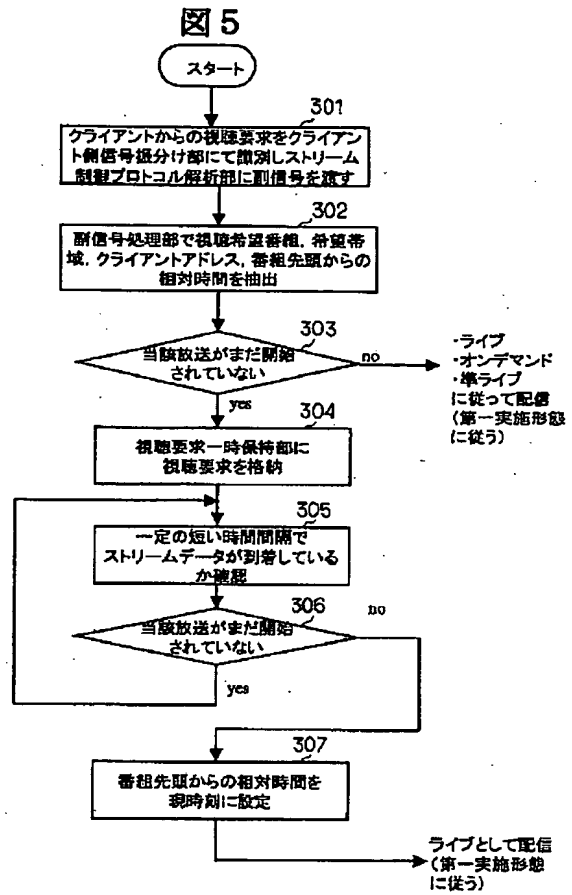 図5
スタート
301
クライアントからの視聴要求をクライアン
ト側信号振分け部にて識別しストリーム
制御プロトコル解析部に副信号を渡す
302
副信号処理部で視聴希望番組，希望帯
域，クライアントアドレス，番組先頭からの
相対時間を抽出
303
当該放送がまだ開始
されていない
no
・ライブ
・オンデマンド
・準ライブ
に従って配信
(第一実施形態
に従う)
yes
304
視聴要求一時保持部に
視聴要求を格納
305
一定の短い時間間隔で
ストリームデータが到着している
か確認
306
no
当該放送がまだ開始
されていない
yes
307
番組先頭からの相対時間を
現時刻に設定
ライブとして配信
(第一実施形態
に従う)